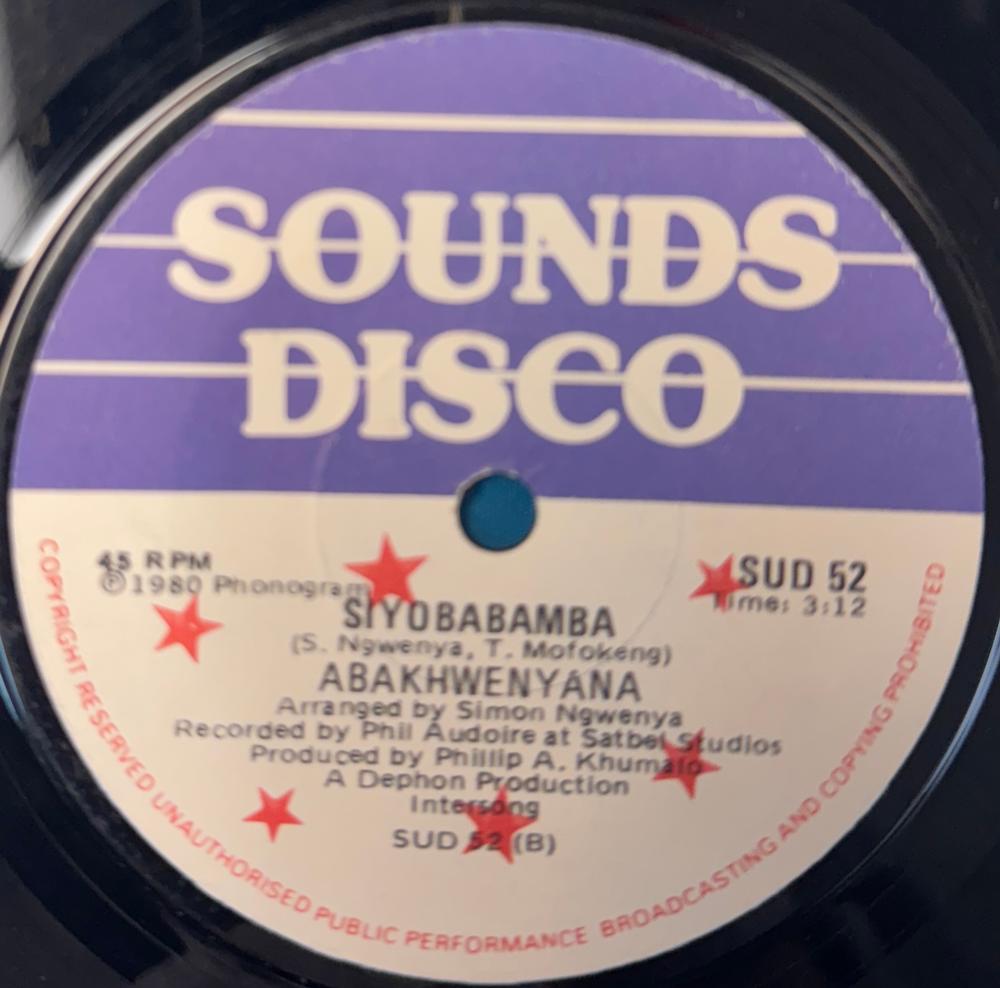 SOUNDS
DISCO
45 RPM
℗1980 Phonogram
SUD 52
Time: 3:12
SIYOBABAMBA
(S. Ngwenya, T. Mofokeng)
ABAKHWENYANA
Arranged by Simon Ngwenya
Recorded by Phil Audoire at Satbel Studios
Produced by Phillip A. Khumalo
A Dephon Production
Intersong
SUD 52 (B)
COPYRIGHT RESERVED UNAUTHORISED PUBLIC PERFORMANCE BROADCASTING AND COPYING PROHIBITED